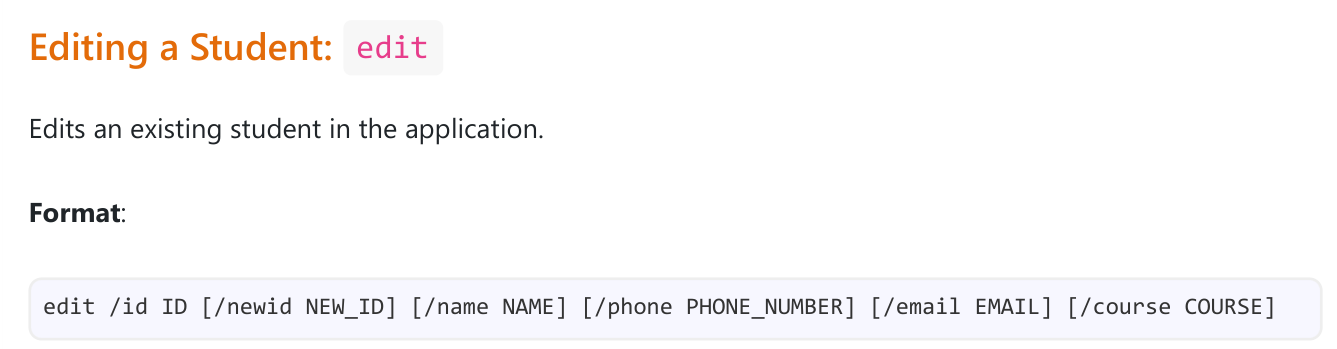 Editing a Student: edit
Edits an existing student in the application.
Format:
edit /id ID [/newid NEW_ID] [/name NAME] [/phone PHONE_NUMBER] [/email EMAIL] [/course COURSE]